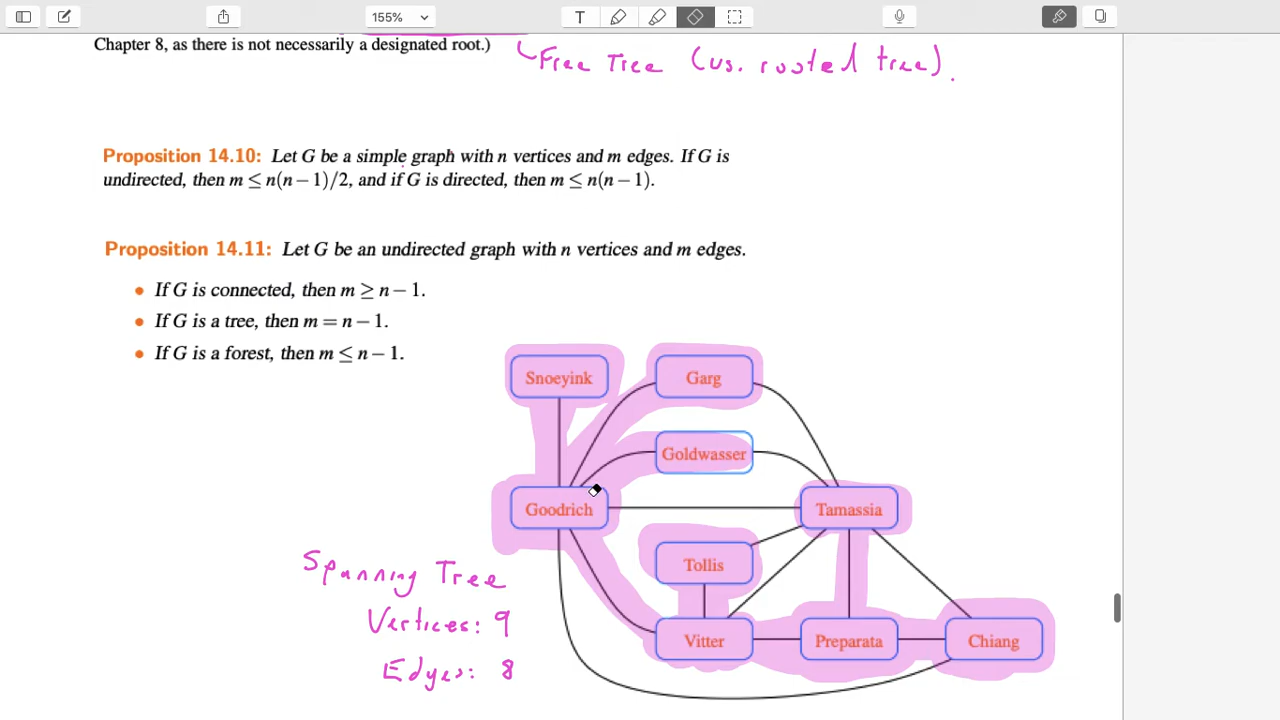 155%
T
Chapter 8, as there is not necessarily a designated root.)
Free Tree (vs. rooted tree).
Proposition 14.10: Let G be a simple graph with n vertices and m edges. If G is
undirected, then m ≤ n(n−1)/2, and if G is directed, then m ≤ n(n−1).
Proposition 14.11: Let G be an undirected graph with n vertices and m edges.
• If G is connected, then m ≥ n−1.
• If G is a tree, then m = n−1.
• If G is a forest, then m ≤ n−1.
Snoeyink
Garg
Goldwasser
Goodrich
Tamassia
Tollis
Vitter
Preparata
Chiang
Spanning Tree
Vertices: 9
Edges: 8